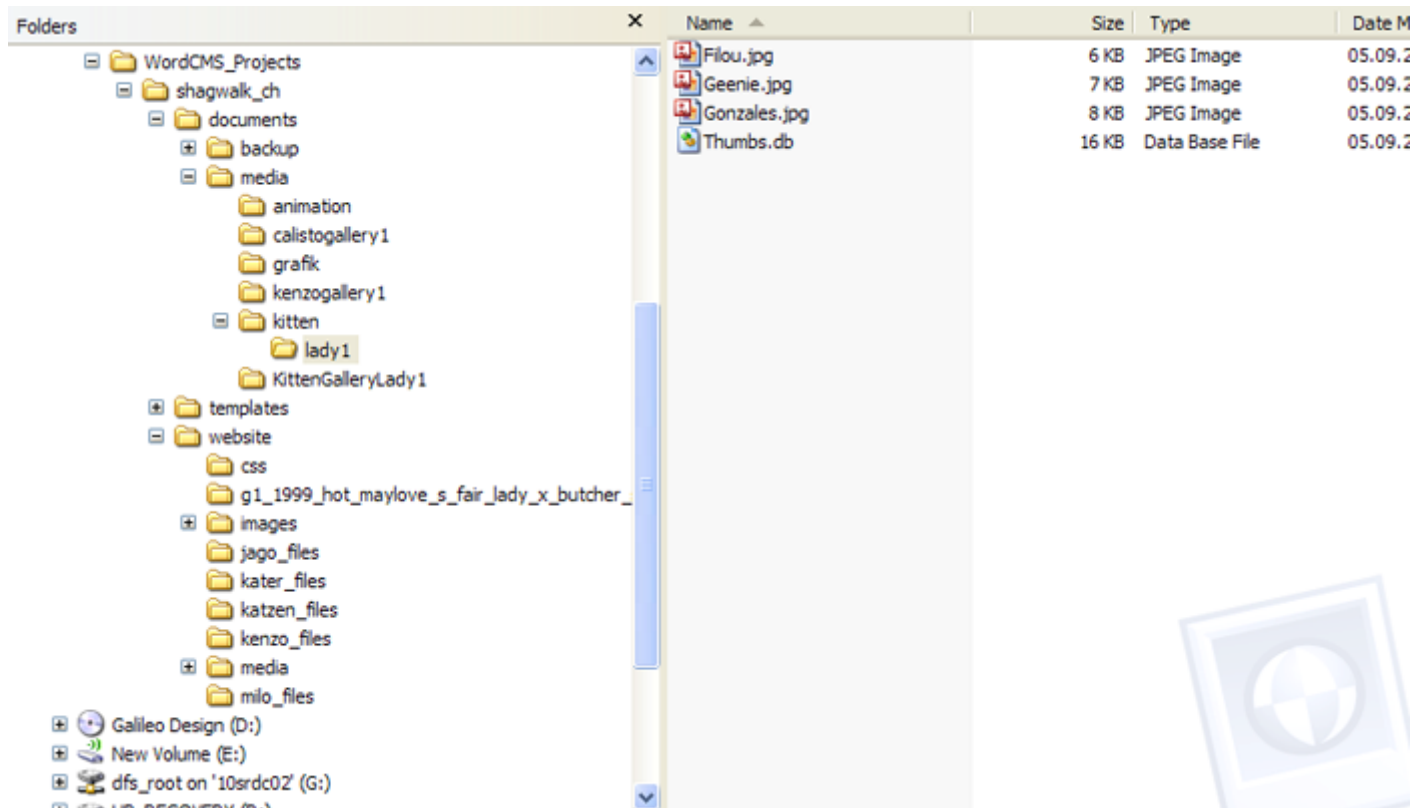 Folders
WordCMS_Projects
shagwalk_ch
documents
backup
media
animation
calistogallery1
grafik
kenzogallery1
kitten
lady1
KittenGalleryLady1
templates
website
css
g1_1999_hot_maylove_s_fair_lady_x_butcher_
images
jago_files
kater_files
katzen_files
kenzo_files
media
milo_files
Galileo Design (D:)
New Volume (E:)
dfs_root on '10srdc02' (G:)
Name Size Type Date M
Filou.jpg 6 KB JPEG Image 05.09.2
Geenie.jpg 7 KB JPEG Image 05.09.2
Gonzales.jpg 8 KB JPEG Image 05.09.2
Thumbs.db 16 KB Data Base File 05.09.2